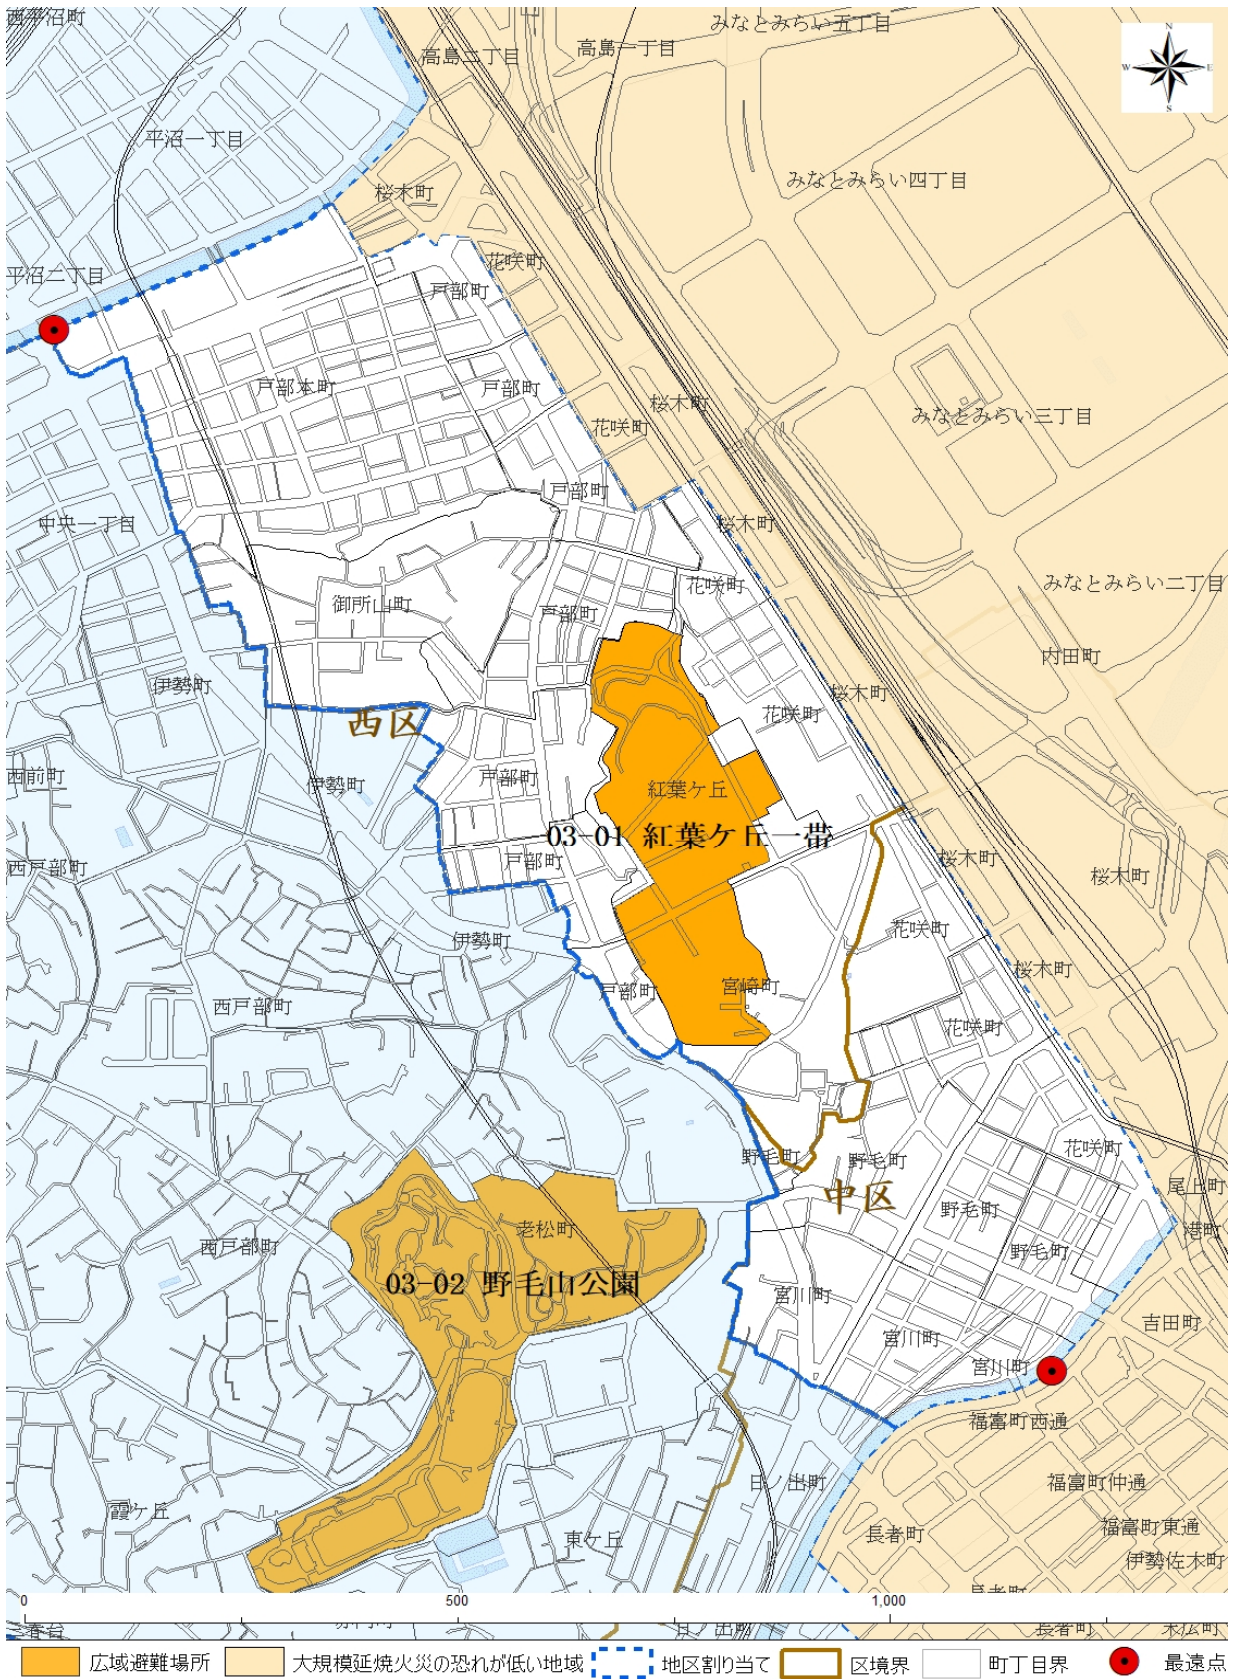 西平沼町
みなとみらい五丁目
高島二丁目
高島一丁目
N
W
E
S
平沼一丁目
みなとみらい四丁目
桜木町
平沼二丁目
花咲町
戸部町
戸部本町
戸部町
桜木町
みなとみらい三丁目
花咲町
戸部町
中央一丁目
桜木町
花咲町
みなとみらい二丁目
御所山町
戸部町
内田町
伊勢町
桜木町
花咲町
西区
西前町
伊勢町
戸部町
紅葉ケ丘
03-01 紅葉ケ丘一帯
西戸部町
戸部町
桜木町
桜木町
伊勢町
花咲町
桜木町
西戸部町
戸部町
宮崎町
花咲町
野毛町
野毛町
花咲町
中区
尾上町
港町
老松町
野毛町
野毛町
西戸部町
03-02 野毛山公園
宮川町
宮川町
吉田町
宮川町
福富町西通
霞ケ丘
日ノ出町
福富町仲通
東ケ丘
長者町
福富町東通
伊勢佐木町
長者町
0
500
1,000
春台
日ノ出町
長者町
末広町
広域避難場所
大規模延焼火災の恐れが低い地域
地区割り当て
区境界
町丁目界
最遠点